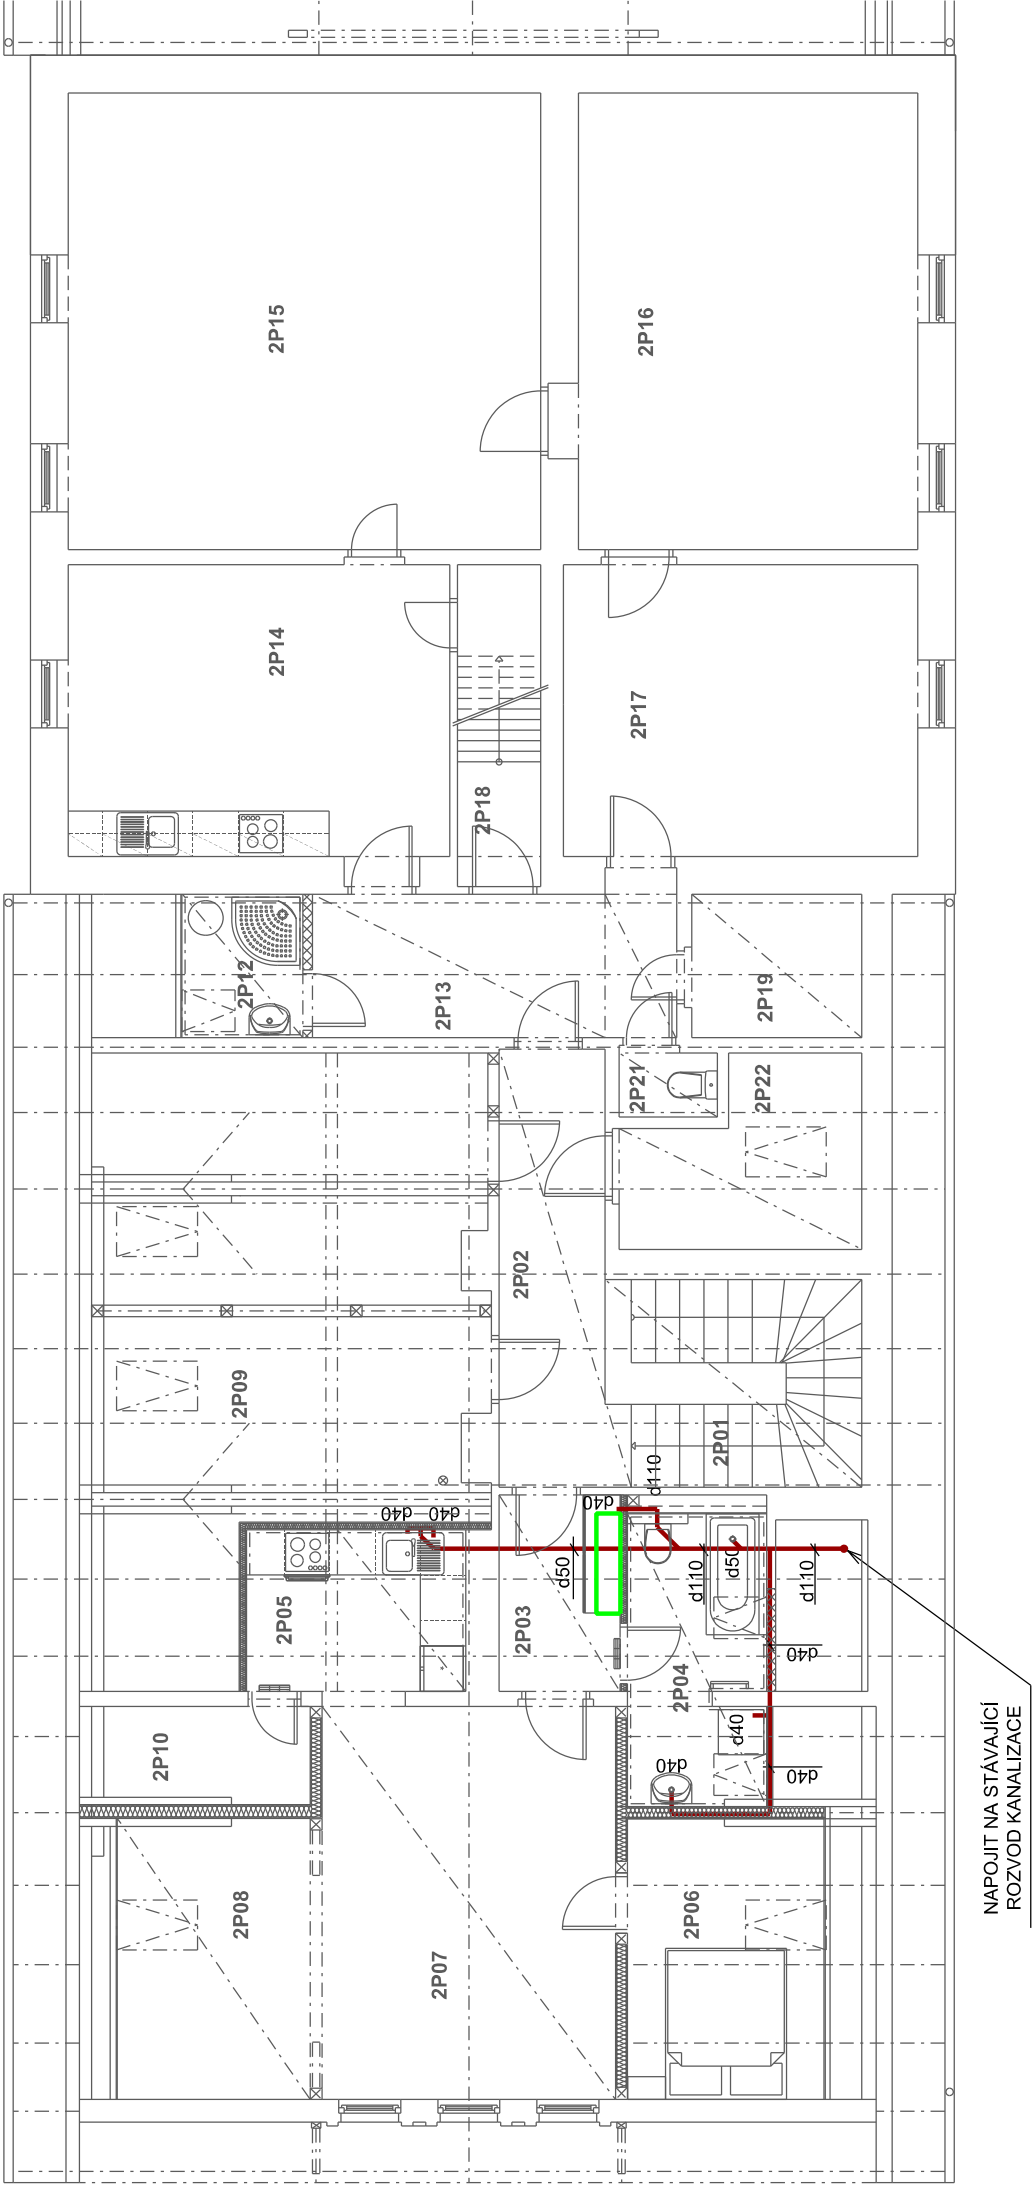 2P15
2P16
2P14
2P17
2P18
2P12
2P13
2P19
2P21
2P22
2P02
2P09
2P01
d110
d40
d40
d40
d50
d110
d50
d110
2P05
2P03
d40
2P04
2P10
d40
d40
d40
2P08
2P06
2P07
NAPOJIT NA STÁVAJÍCÍ
ROZVOD KANALIZACE